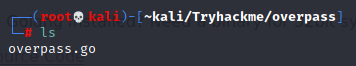 (root💀kali)-[~kali/Tryhackme/overpass]
# ls
overpass.go